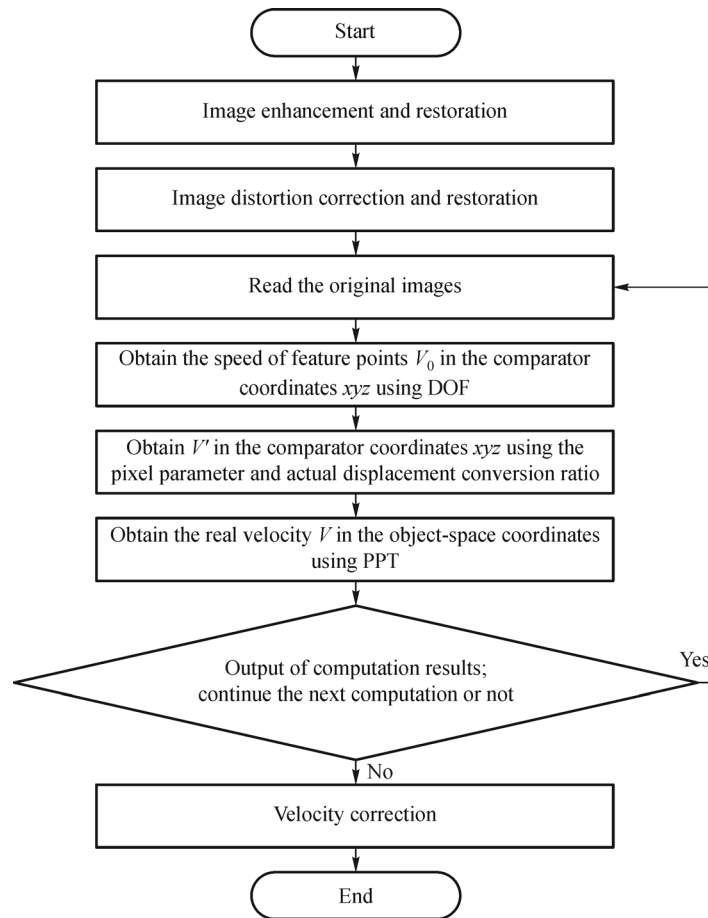 Start
Image enhancement and restoration
Image distortion correction and restoration
Read the original images
Obtain the speed of feature points V₀ in the comparator
coordinates xyz using DOF
Obtain V′ in the comparator coordinates xyz using the
pixel parameter and actual displacement conversion ratio
Obtain the real velocity V in the object-space coordinates
using PPT
Output of computation results;
continue the next computation or not
Yes
No
Velocity correction
End